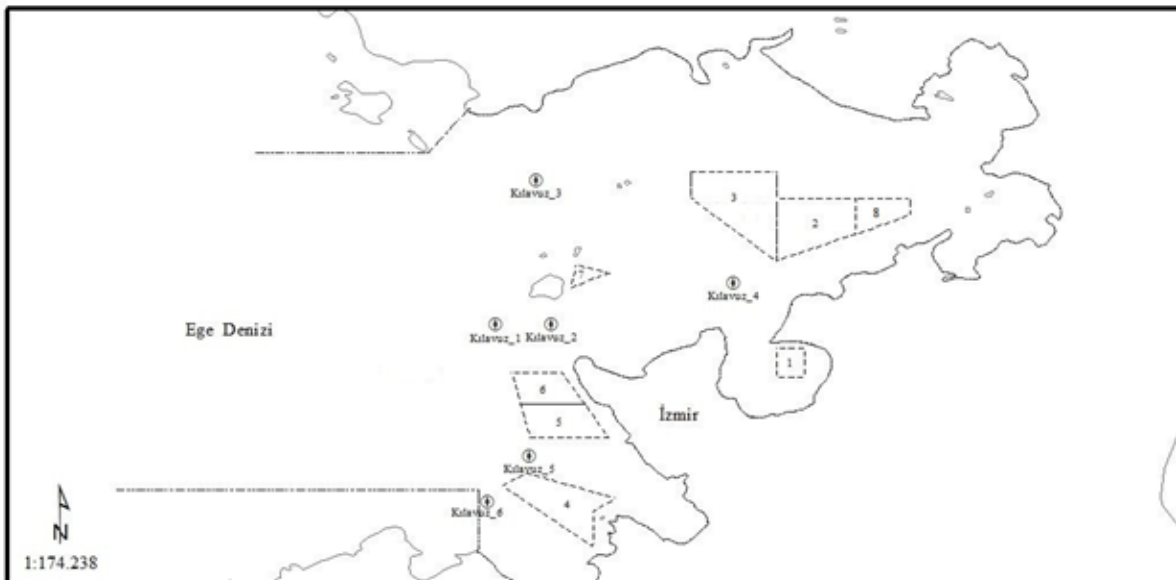 Kılavuz_3
3
2
8
7
Kılavuz_4
Ege Denizi
Kılavuz_1
Kılavuz_2
1
6
İzmir
5
Kılavuz_5
4
Kılavuz_6
N
1:174.238